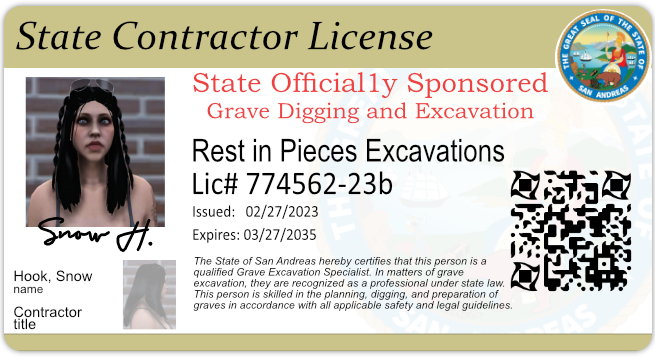 State Contractor License
THE GREAT SEAL OF THE STATE OF
SAN ANDREAS
State Official1y Sponsored
Grave Digging and Excavation
Rest in Pieces Excavations
Lic# 774562-23b
Issued: 02/27/2023
Expires: 03/27/2035
Snow H.
The State of San Andreas hereby certifies that this person is a
qualified Grave Excavation Specialist. In matters of grave
excavation, they are recognized as a professional under state law.
This person is skilled in the planning, digging, and preparation of
graves in accordance with all applicable safety and legal guidelines.
Hook, Snow
name
Contractor
title